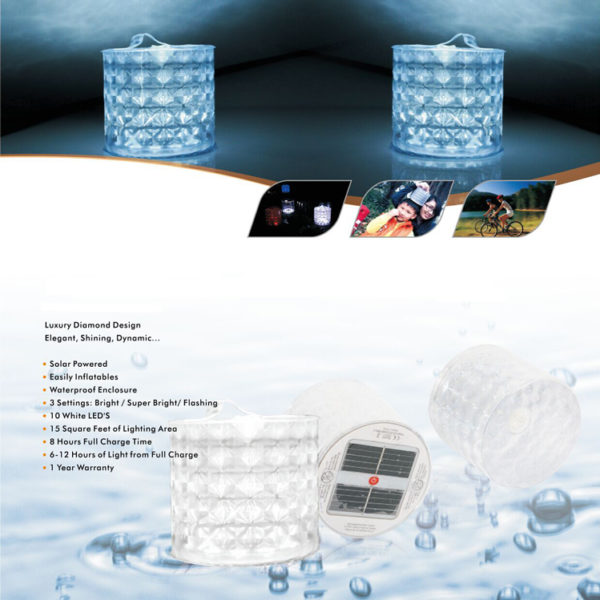 Luxury Diamond Design
Elegant, Shining, Dynamic...
• Solar Powered
• Easily Inflatables
• Waterproof Enclosure
• 3 Settings: Bright / Super Bright/ Flashing
• 10 White LED'S
• 15 Square Feet of Lighting Area
• 8 Hours Full Charge Time
• 6-12 Hours of Light from Full Charge
• 1 Year Warranty